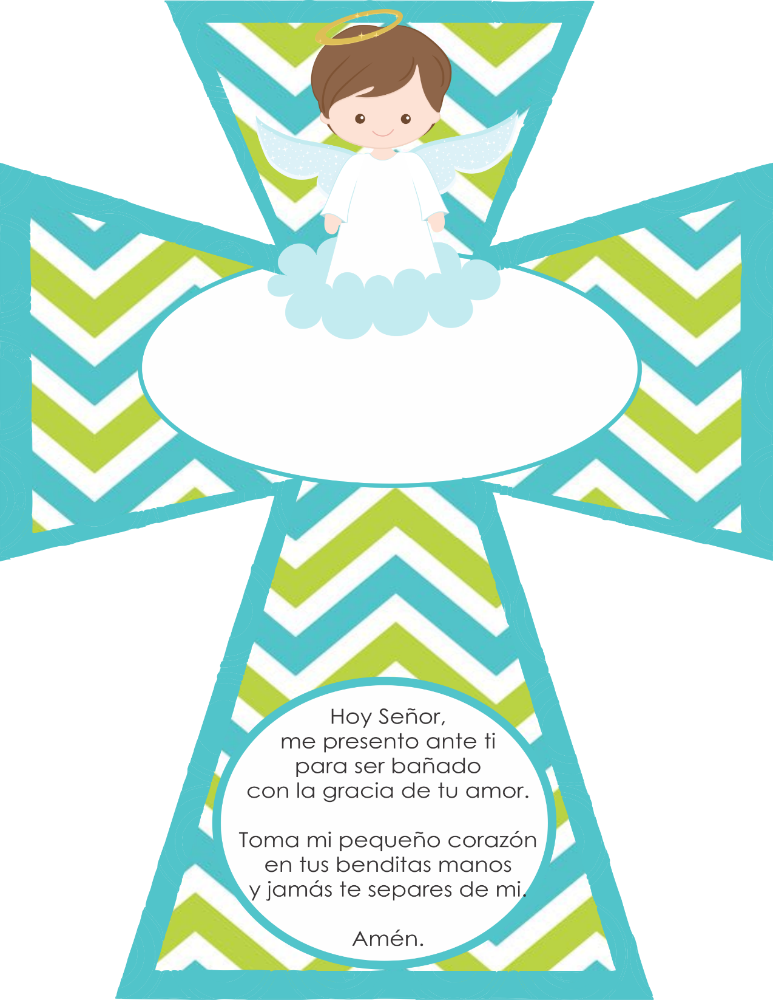 Hoy Señor,
me presento ante ti
para ser bañado
con la gracia de tu amor.
Toma mi pequeño corazón
en tus benditas manos
y jamás te separes de mi.
Amén.